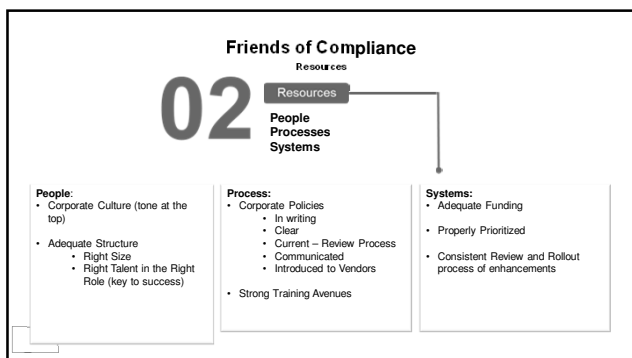 Friends of Compliance
Resources
02
Resources
People
Processes
Systems
People:
• Corporate Culture (tone at the
top)
• Adequate Structure
• Right Size
• Right Talent in the Right
Role (key to success)
Process:
• Corporate Policies
• In writing
• Clear
• Current – Review Process
• Communicated
• Introduced to Vendors
• Strong Training Avenues
Systems:
• Adequate Funding
• Properly Prioritized
• Consistent Review and Rollout
process of enhancements